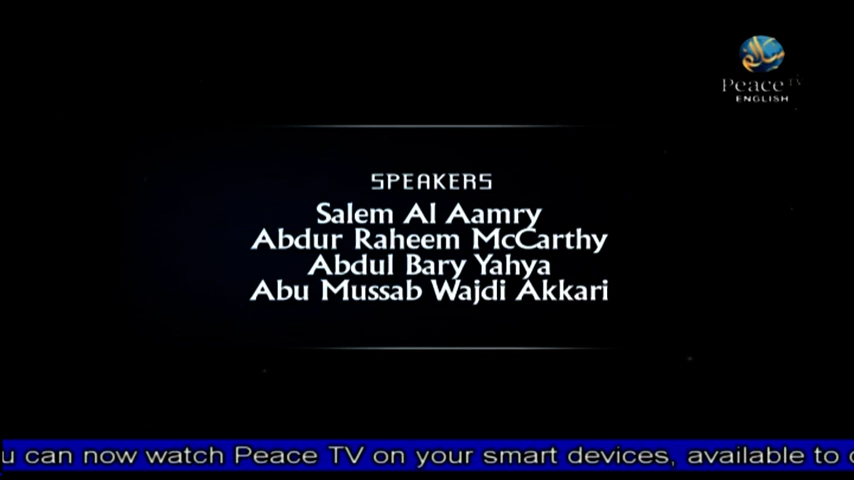 سلام
Peace TV
ENGLISH
SPEAKERS
Salem Al Aamry
Abdur Raheem McCarthy
Abdul Bary Yahya
Abu Mussab Wajdi Akkari
u can now watch Peace TV on your smart devices, available to